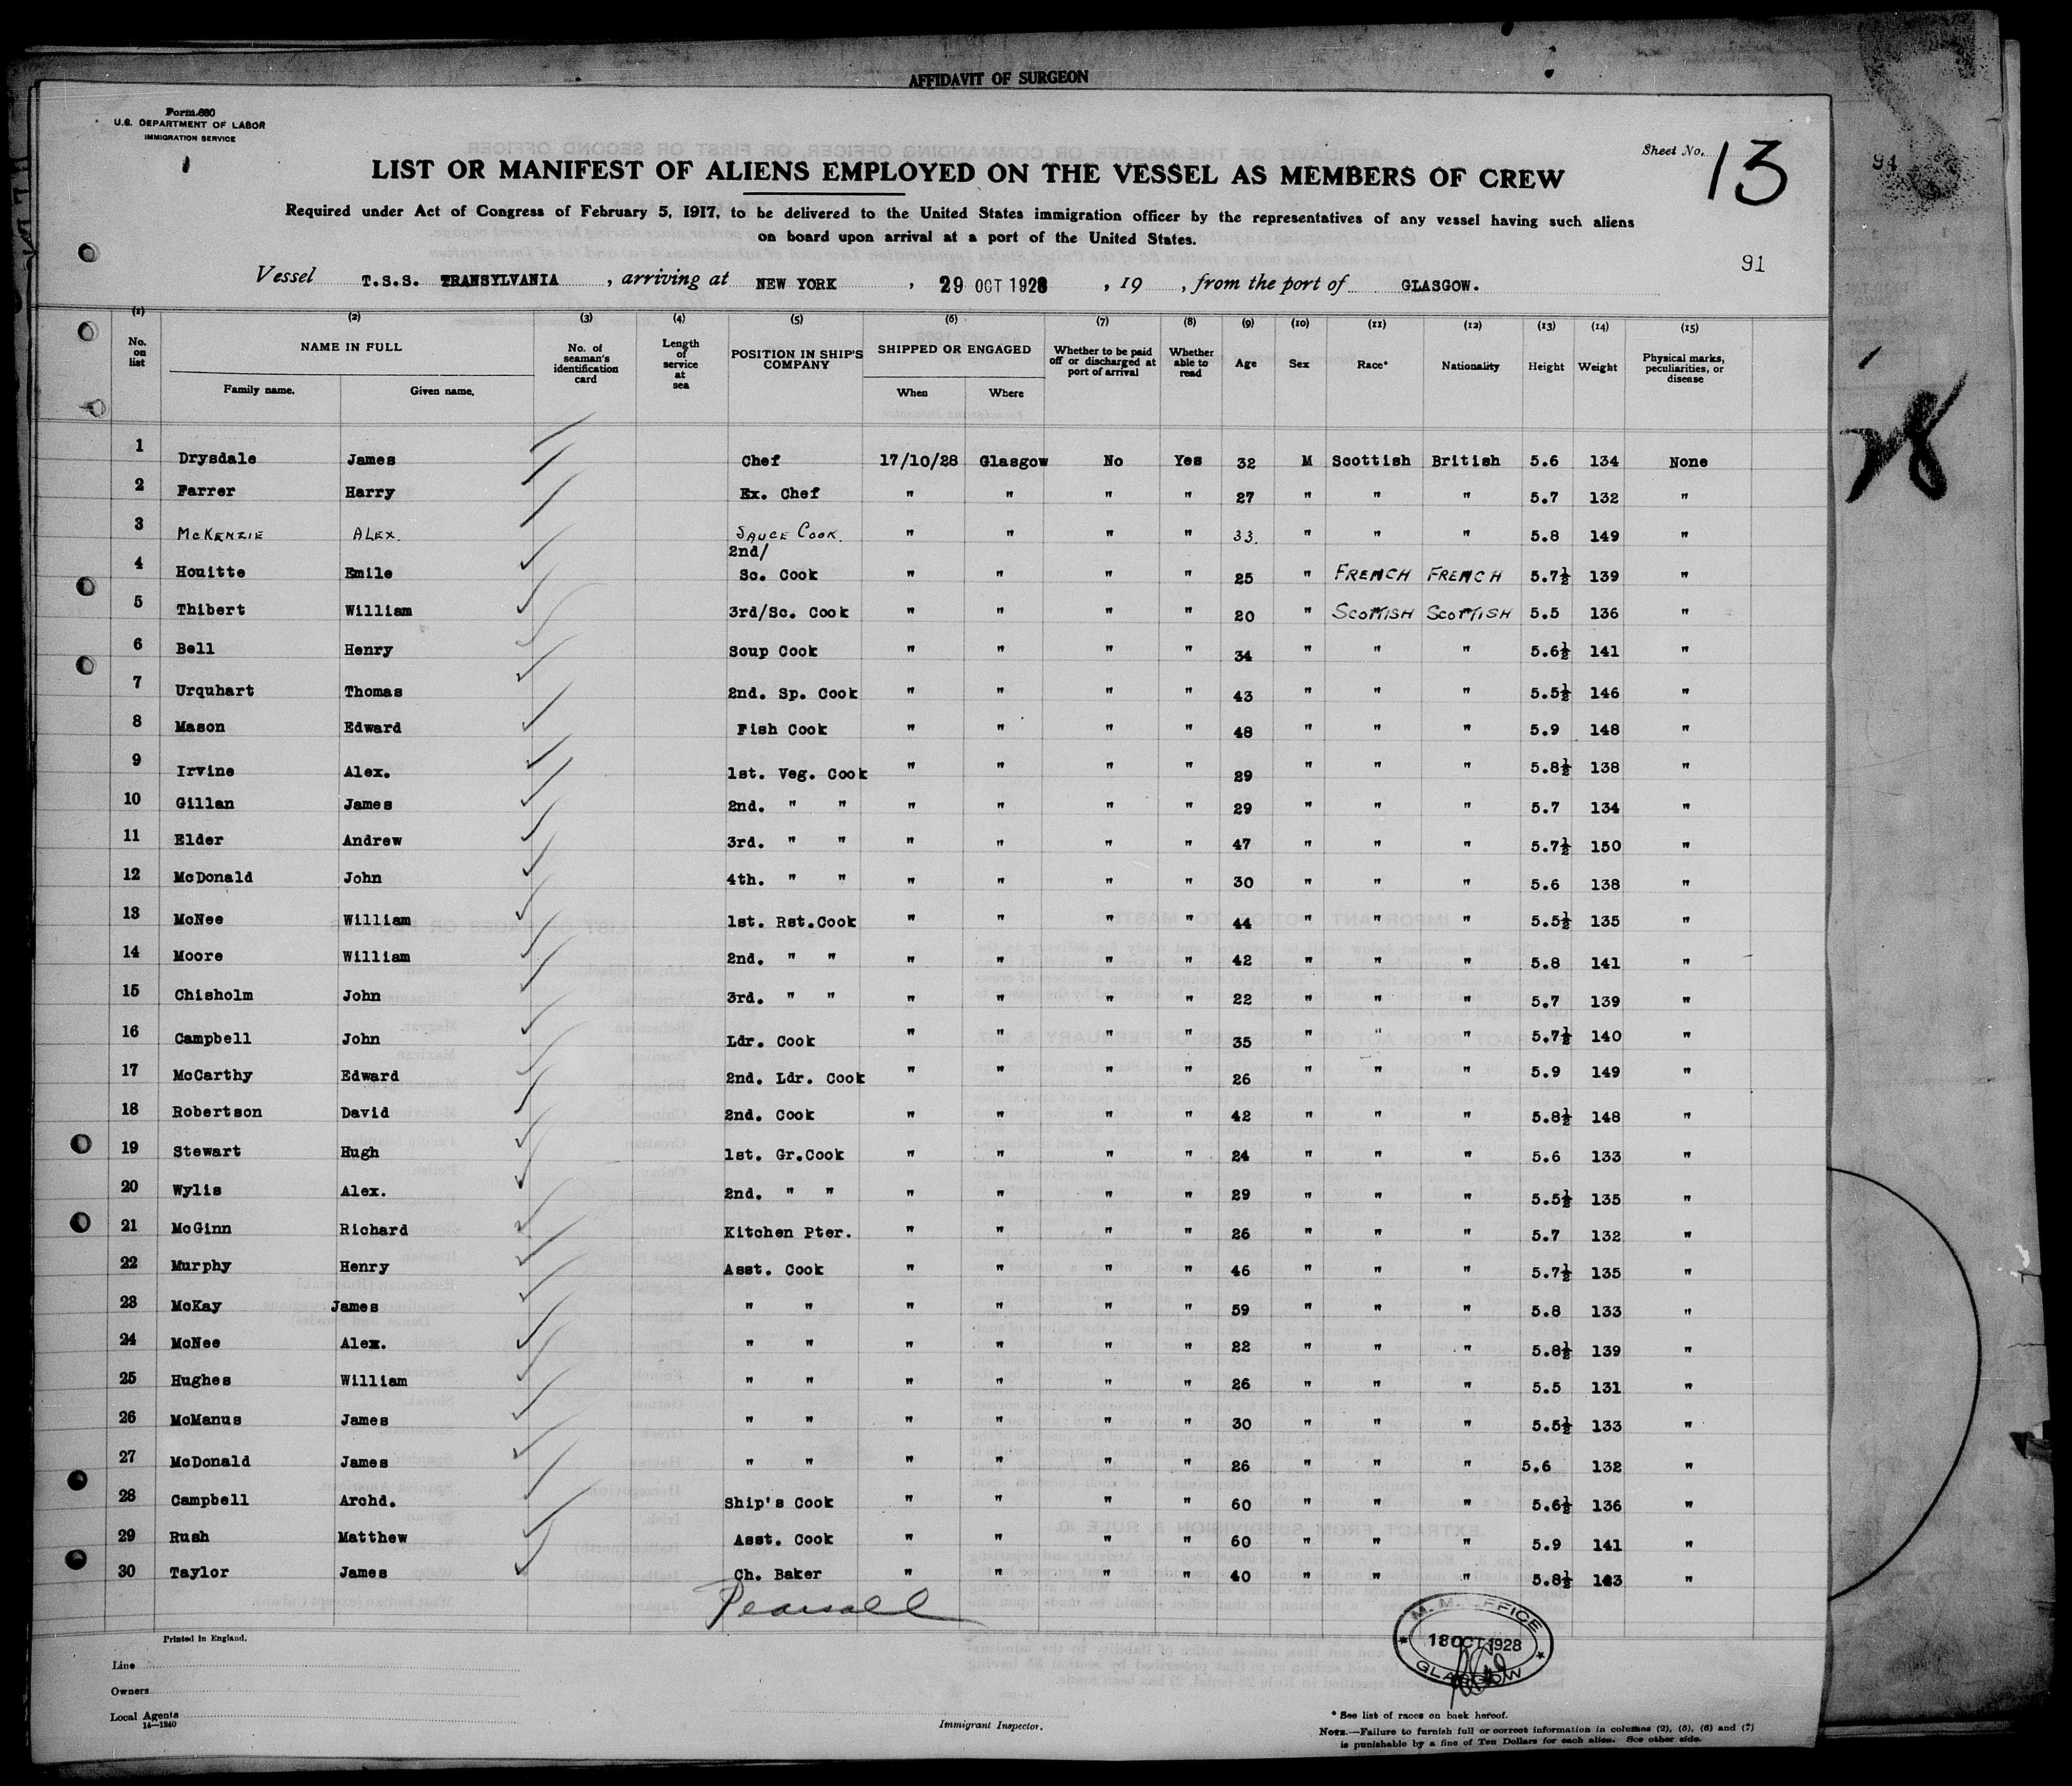 AFFIDAVIT OF SURGEON
Form 680
U.S. DEPARTMENT OF LABOR
IMMIGRATION SERVICE
Sheet No. 13
LIST OR MANIFEST OF ALIENS EMPLOYED ON THE VESSEL AS MEMBERS OF CREW
Required under Act of Congress of February 5, 1917, to be delivered to the United States immigration officer by the representatives of any vessel having such aliens
on board upon arrival at a port of the United States.
91
94
Vessel T.S.S. TRANSYLVANIA, arriving at NEW YORK, 29 OCT 1928, 19 , from the port of GLASGOW.
(1) (2) (3) (4) (5) (6) (7) (8) (9) (10) (11) (12) (13) (14) (15)
No. on list NAME IN FULL Family name. Given name. No. of seaman's identification card Length of service at sea POSITION IN SHIP'S COMPANY SHIPPED OR ENGAGED When Where Whether to be paid off or discharged at port of arrival Whether able to read Age Sex Race* Nationality Height Weight Physical marks, peculiarities, or disease
28
1 Drysdale James Chef 17/10/28 Glasgow No Yes 32 M Scottish British 5.6 134 None
2 Farrer Harry Ex. Chef " " " " 27 " " " 5.7 132 "
3 McKENZIE ALEX. SAUCE COOK. " " " " 33. " " " 5.8 149 "
4 Houitte Emile 2nd/ Sc. Cook " " " " 25 " FRENCH FRENCH 5.7½ 139 "
5 Thibert William 3rd/Sc. Cook " " " " 20 " SCOTTISH SCOTTISH 5.5 136 "
6 Bell Henry Soup Cook " " " " 34 " " " 5.6½ 141 "
7 Urquhart Thomas 2nd. Sp. Cook " " " " 43 " " " 5.5½ 146 "
8 Mason Edward Fish Cook " " " " 48 " " " 5.9 148 "
9 Irvine Alex. 1st. Veg. Cook " " " " 29 " " " 5.8½ 138 "
10 Gillan James 2nd. " " " " " " 29 " " " 5.7 134 "
11 Elder Andrew 3rd. " " " " " " 47 " " " 5.7½ 150 "
12 McDonald John 4th. " " " " " " 30 " " " 5.6 138 "
13 McNee William 1st. Rst.Cook " " " " 44 " " " 5.5½ 135 "
14 Moore William 2nd. " " " " " " 42 " " " 5.8 141 "
15 Chisholm John 3rd. " " " " " " 22 " " " 5.7 139 "
16 Campbell John Ldr. Cook " " " " 35 " " " 5.7½ 140 "
17 McCarthy Edward 2nd. Ldr. Cook " " " " 26 " " " 5.9 149 "
18 Robertson David 2nd. Cook " " " " 42 " " " 5.8½ 148 "
19 Stewart Hugh 1st. Gr.Cook " " " " 24 " " " 5.6 133 "
20 Wylis Alex. 2nd. " " " " " " 29 " " " 5.5½ 135 "
21 McGinn Richard Kitchen Pter. " " " " 26 " " " 5.7 132 "
22 Murphy Henry Asst. Cook " " " " 46 " " " 5.7½ 135 "
23 McKay James " " " " " " 59 " " " 5.8 133 "
24 McNee Alex. " " " " " " 22 " " " 5.8½ 139 "
25 Hughes William " " " " " " 26 " " " 5.5 131 "
26 McManus James " " " " " " 30 " " " 5.5½ 133 "
27 McDonald James " " " " " " 26 " " " 5.6 132 "
28 Campbell Archd. Ship's Cook " " " " 60 " " " 5.6½ 136 "
29 Rush Matthew Asst. Cook " " " " 60 " " " 5.9 141 "
30 Taylor James Ch. Baker " " " " 40 " " " 5.8½ "
Pearsall
Printed in England.
GLASGOW 18 OCT 1928 OFFICE
Line
Owners
Local Agents
14—1240
Immigrant Inspector.
* See list of races on back hereof.
NOTE.—Failure to furnish full or correct information in columns (2), (5), (6) and (7)
is punishable by a fine of Ten Dollars for each alien. See other side.